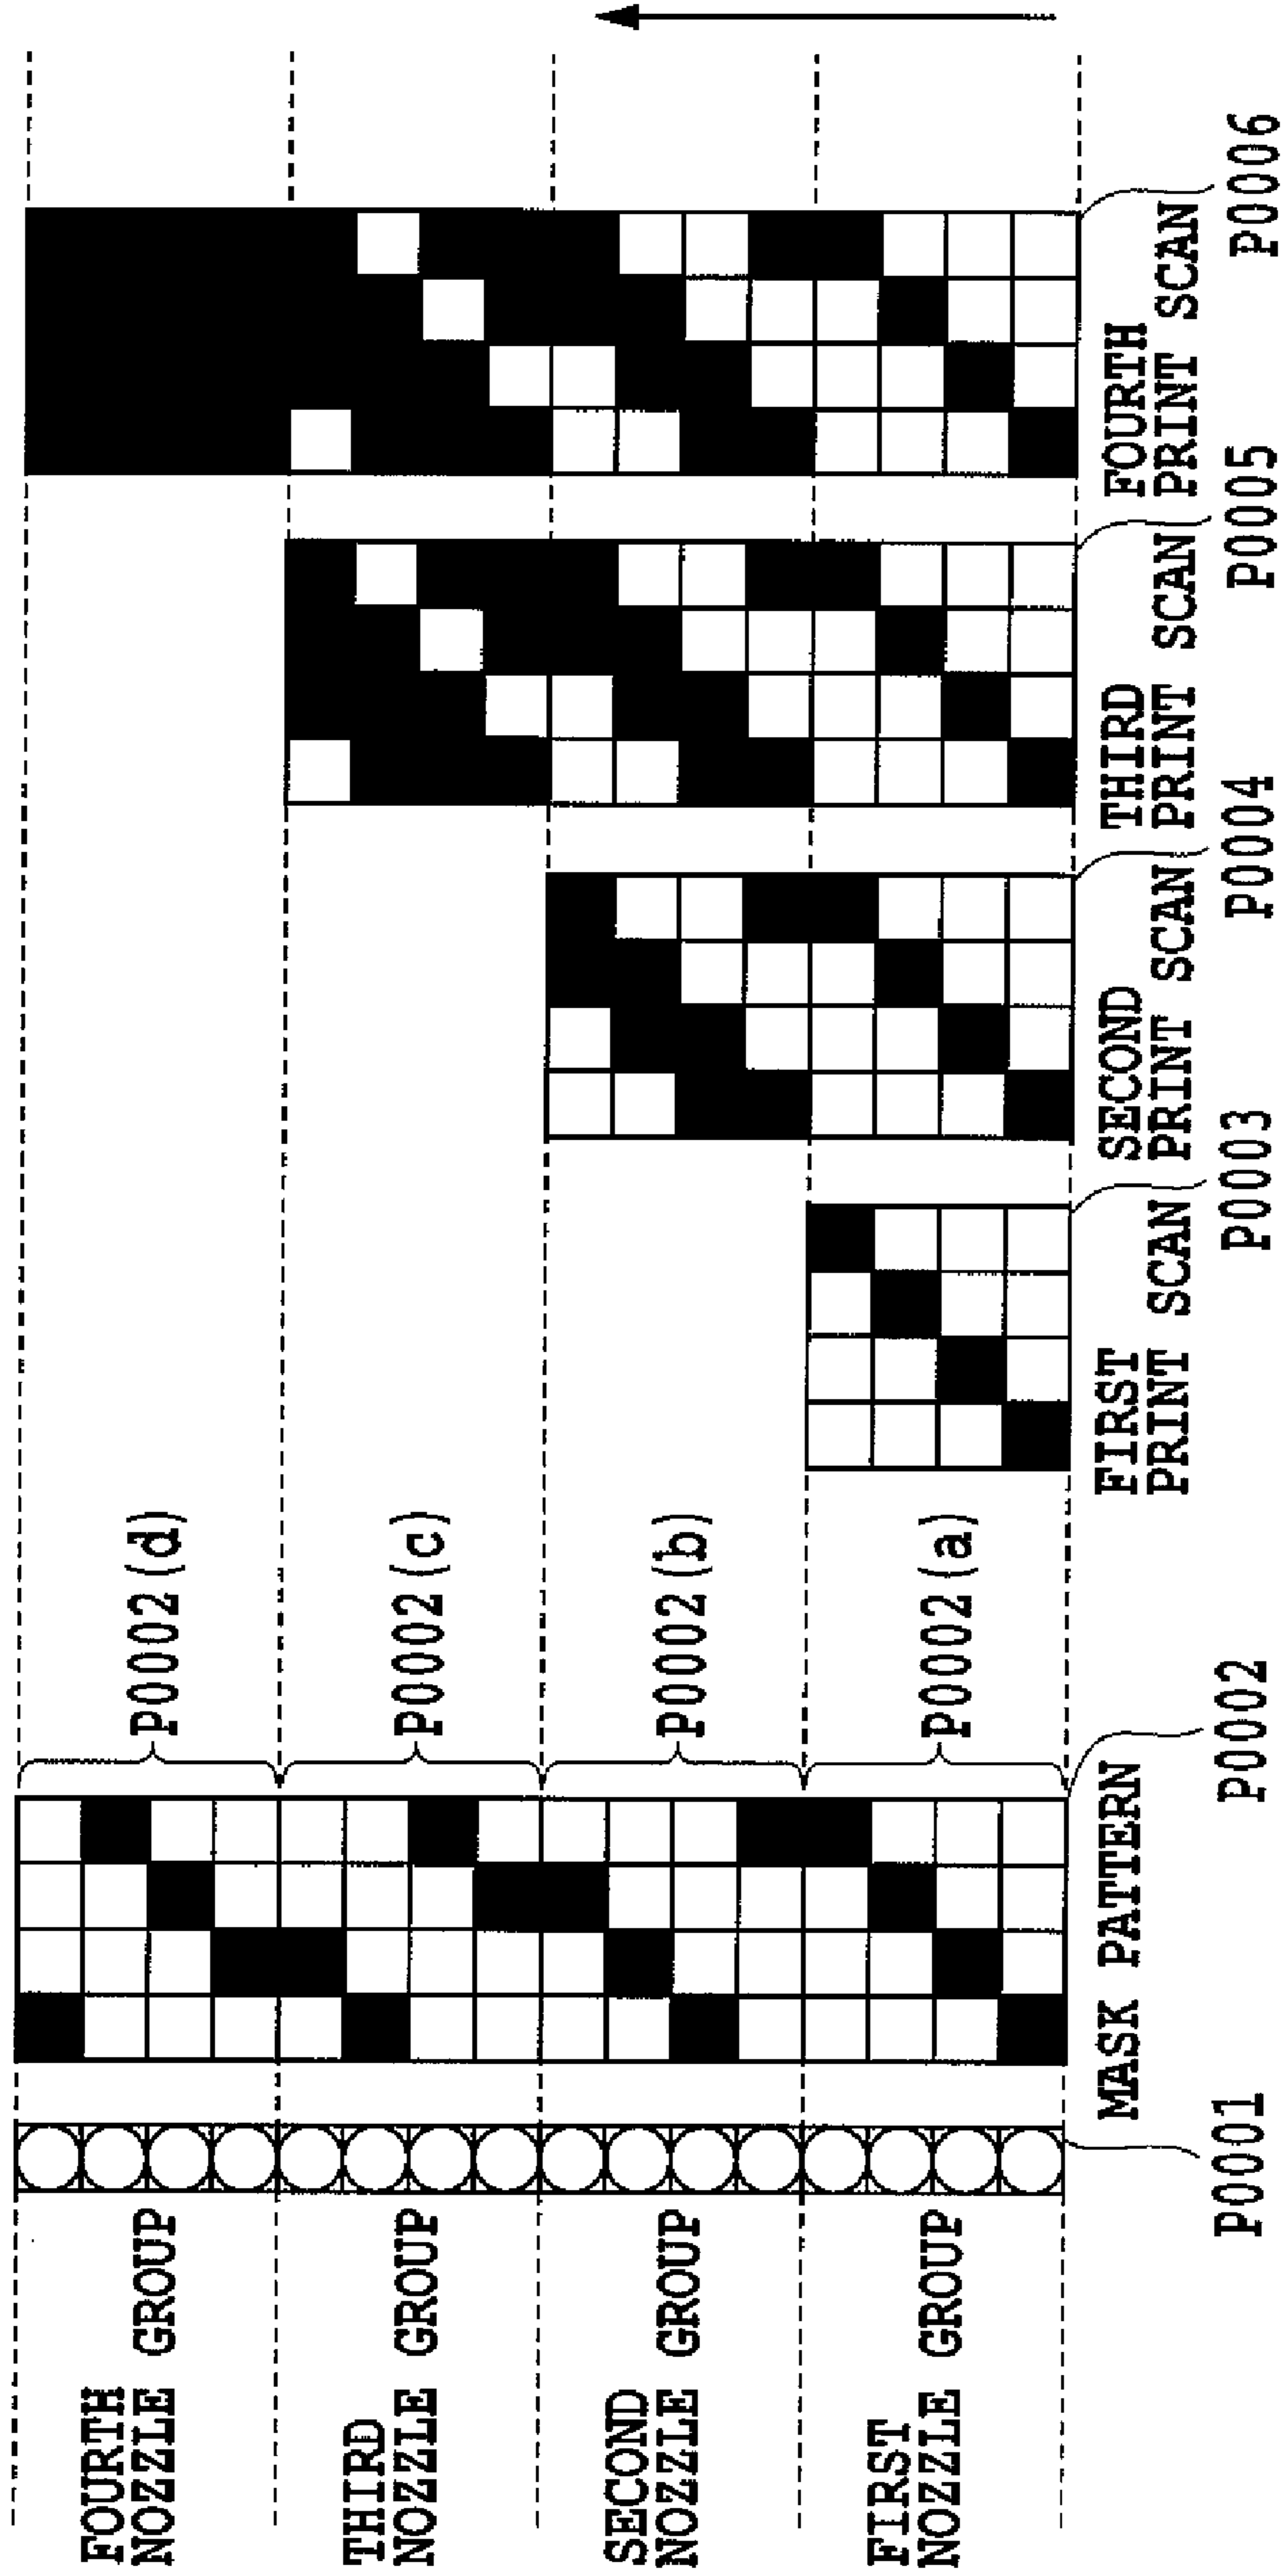 FOURTH
NOZZLE GROUP
THIRD
NOZZLE GROUP
SECOND
NOZZLE GROUP
FIRST
NOZZLE GROUP
P0001
MASK PATTERN
P0002
P0002(d)
P0002(c)
P0002(b)
P0002(a)
FIRST
PRINT SCAN
P0003
SECOND
PRINT SCAN
P0004
THIRD
PRINT SCAN
P0005
FOURTH
PRINT SCAN
P0006